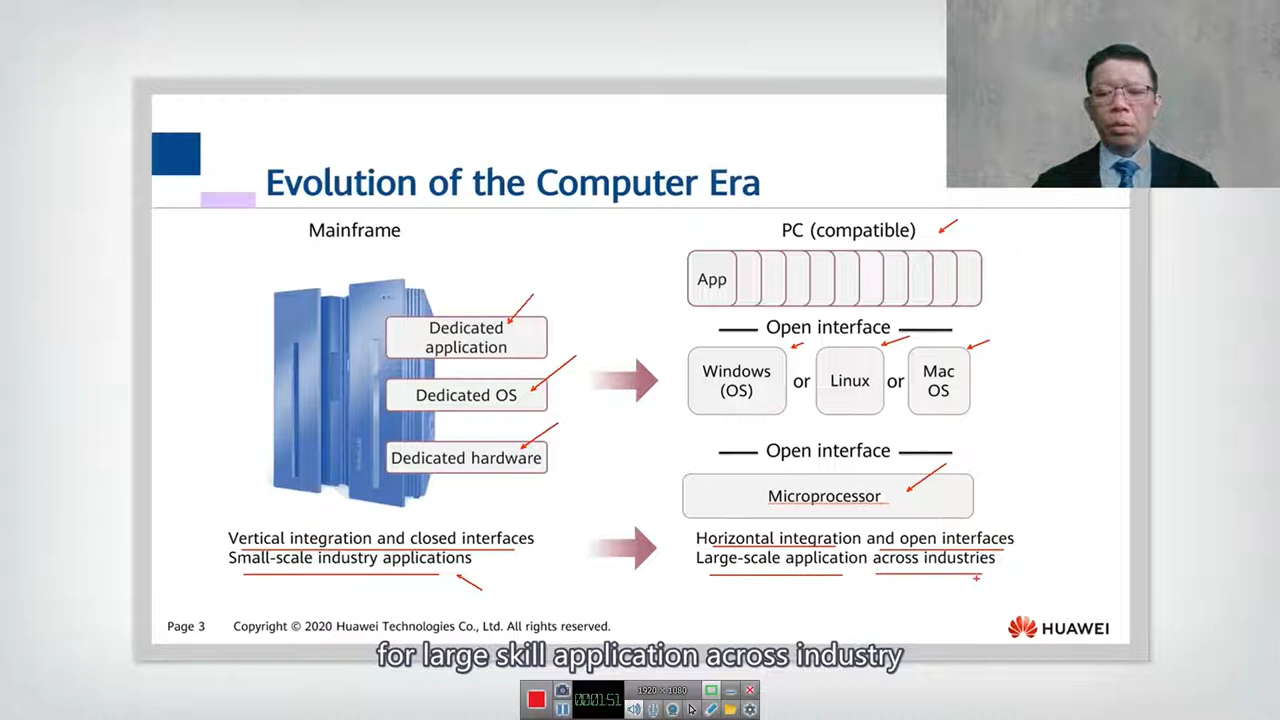 Evolution of the Computer Era
Mainframe
Dedicated
application
Dedicated OS
Dedicated hardware
Vertical integration and closed interfaces
Small-scale industry applications
PC (compatible)
App
Open interface
Windows
(OS)
or
Linux
or
Mac
OS
Open interface
Microprocessor
Horizontal integration and open interfaces
Large-scale application across industries
Page 3
Copyright © 2020 Huawei Technologies Co., Ltd. All rights reserved.
HUAWEI
for large skill application across industry
1920 × 1080